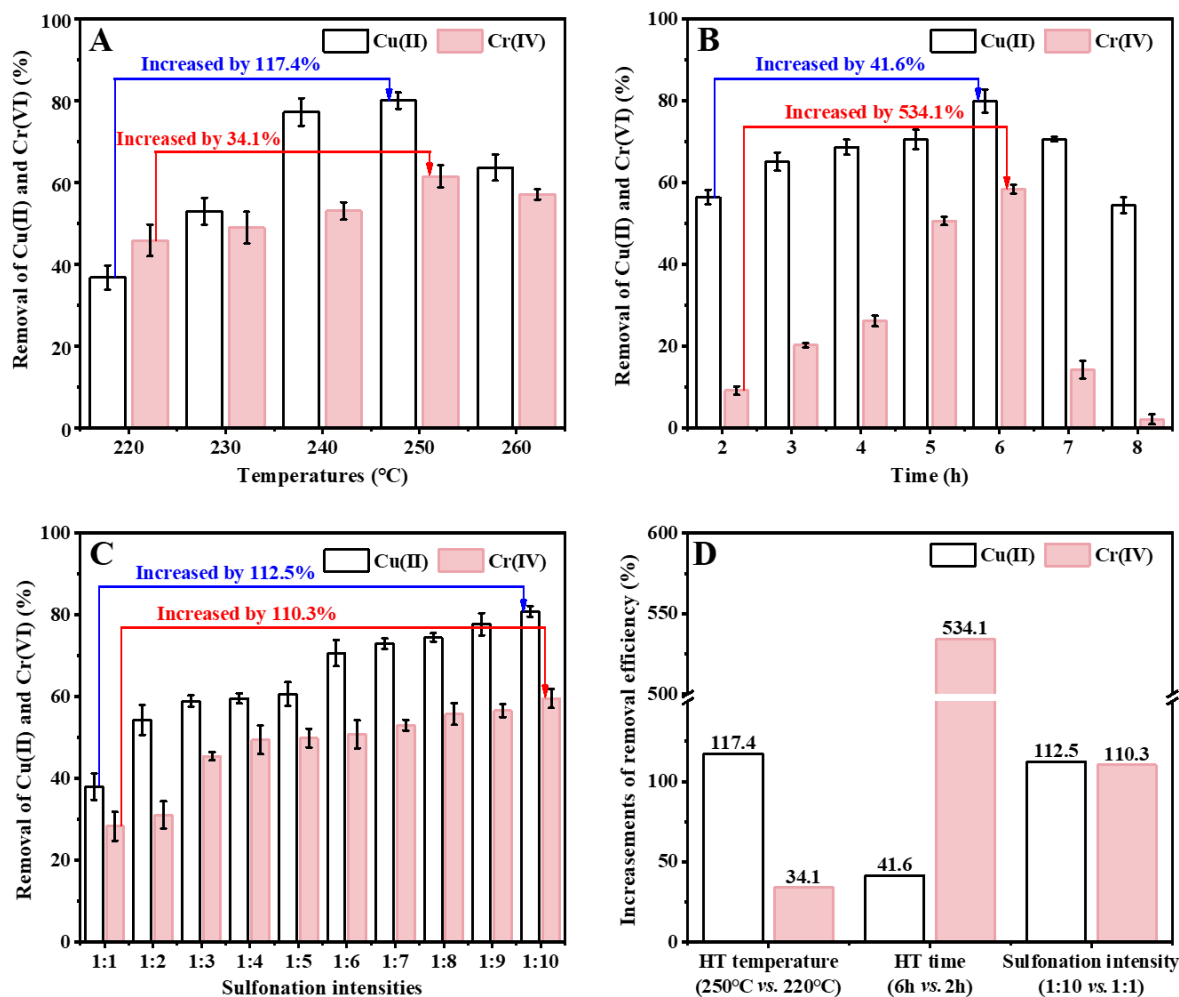 A
Cu(II) Cr(IV)
Increased by 117.4%
Increased by 34.1%
Removal of Cu(II) and Cr(VI) (%)
100
80
60
40
20
0
220 230 240 250 260
Temperatures (°C)
B
Cu(II) Cr(IV)
Increased by 41.6%
Increased by 534.1%
Removal of Cu(II) and Cr(VI) (%)
100
80
60
40
20
0
2 3 4 5 6 7 8
Time (h)
C
Cu(II) Cr(IV)
Increased by 112.5%
Increased by 110.3%
Removal of Cu(II) and Cr(VI) (%)
100
80
60
40
20
0
1:1 1:2 1:3 1:4 1:5 1:6 1:7 1:8 1:9 1:10
Sulfonation intensities
D
Cu(II) Cr(IV)
Increasements of removal efficiency (%)
600
550
500
100
50
0
117.4
34.1
41.6
534.1
112.5
110.3
HT temperature HT time Sulfonation intensity
(250°C vs. 220°C) (6h vs. 2h) (1:10 vs. 1:1)